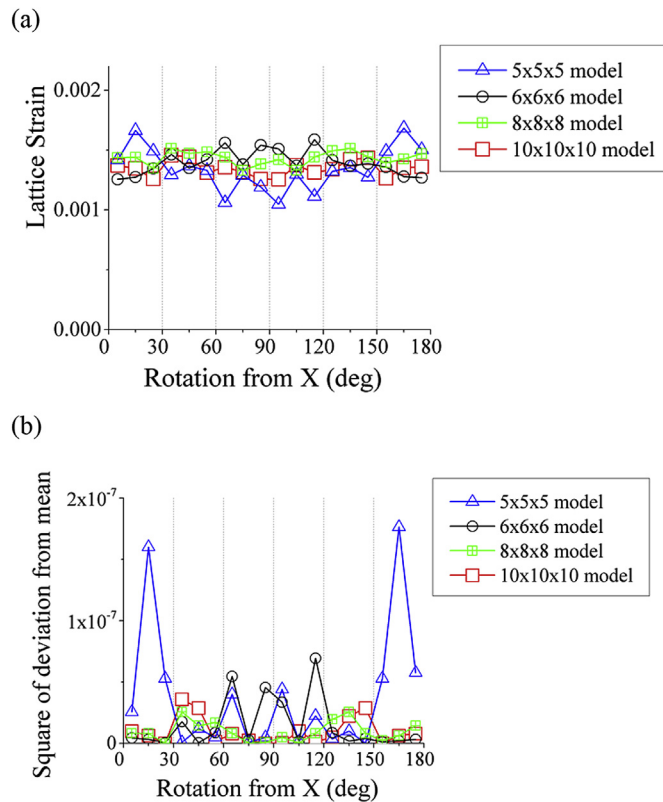 (a)
5x5x5 model
6x6x6 model
8x8x8 model
10x10x10 model
Lattice Strain
0.002
0.001
0.000
0 30 60 90 120 150 180
Rotation from X (deg)
(b)
5x5x5 model
6x6x6 model
8x8x8 model
10x10x10 model
Square of deviation from mean
2x10-7
1x10-7
0
0 30 60 90 120 150 180
Rotation from X (deg)